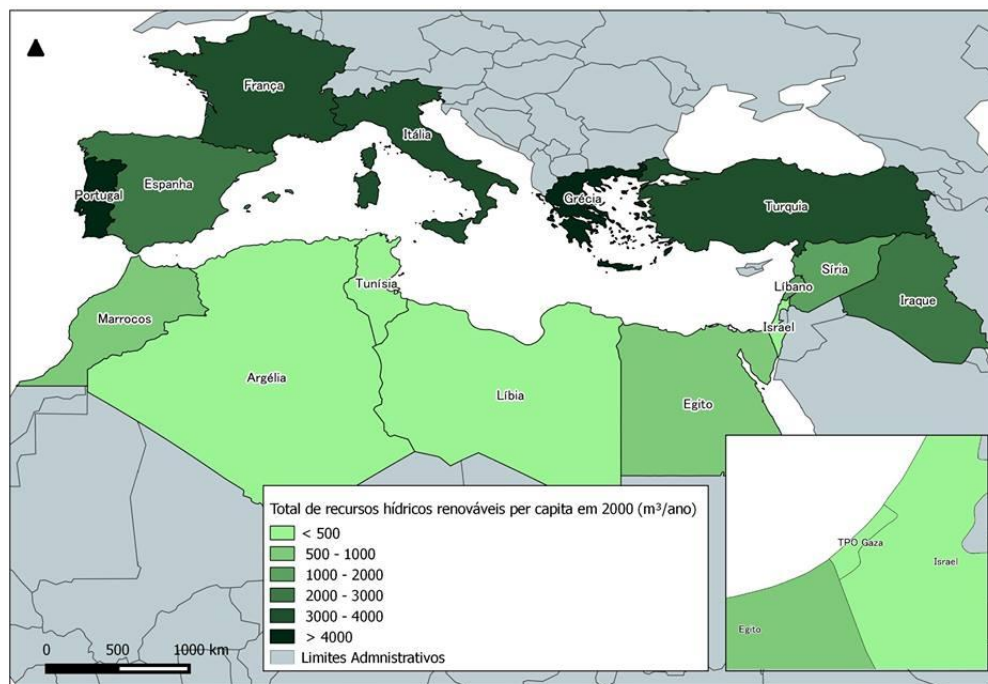 França
Itália
Portugal
Espanha
Grécia
Turquia
Tunísia
Síria
Líbano
Iraque
Marrocos
Israel
Argélia
Líbia
Egito
Total de recursos hídricos renováveis per capita em 2000 (m³/ano)
< 500
500 - 1000
1000 - 2000
2000 - 3000
3000 - 4000
> 4000
Limites Admnistrativos
0 500 1000 km
TPO Gaza
Israel
Egito